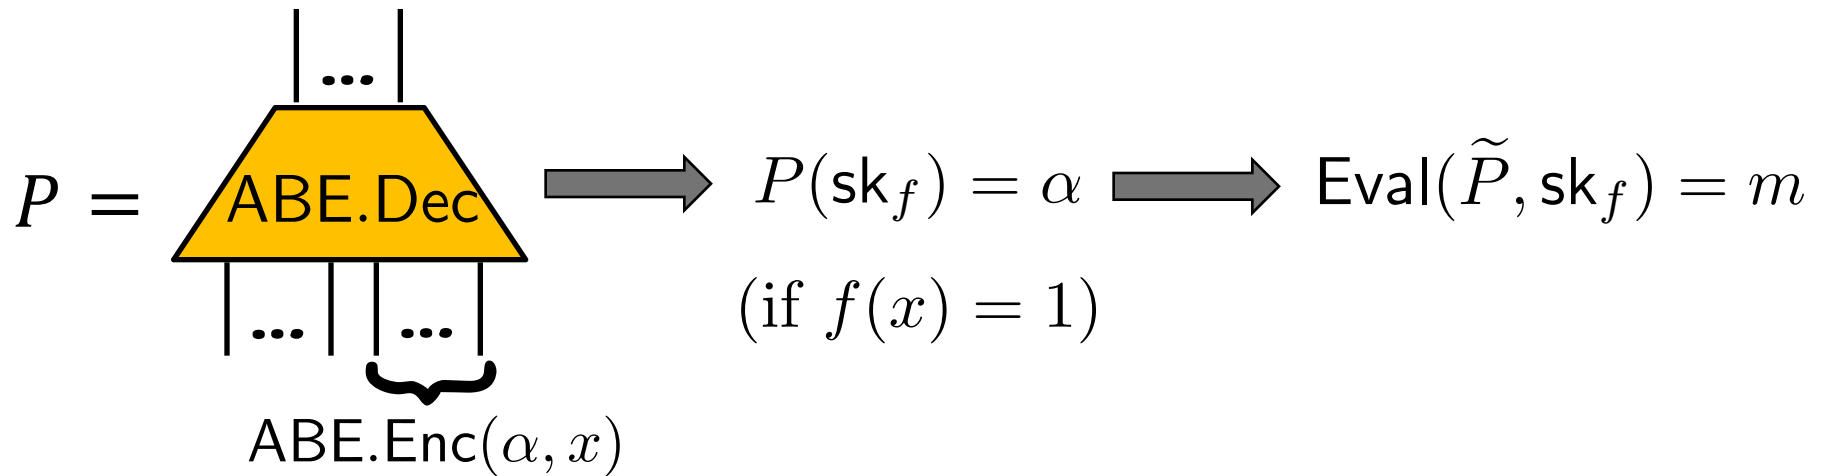 ...
P = ABE.Dec P(sk_f) = α Eval(P̃, sk_f) = m
(if f(x) = 1)
... ...
ABE.Enc(α, x)